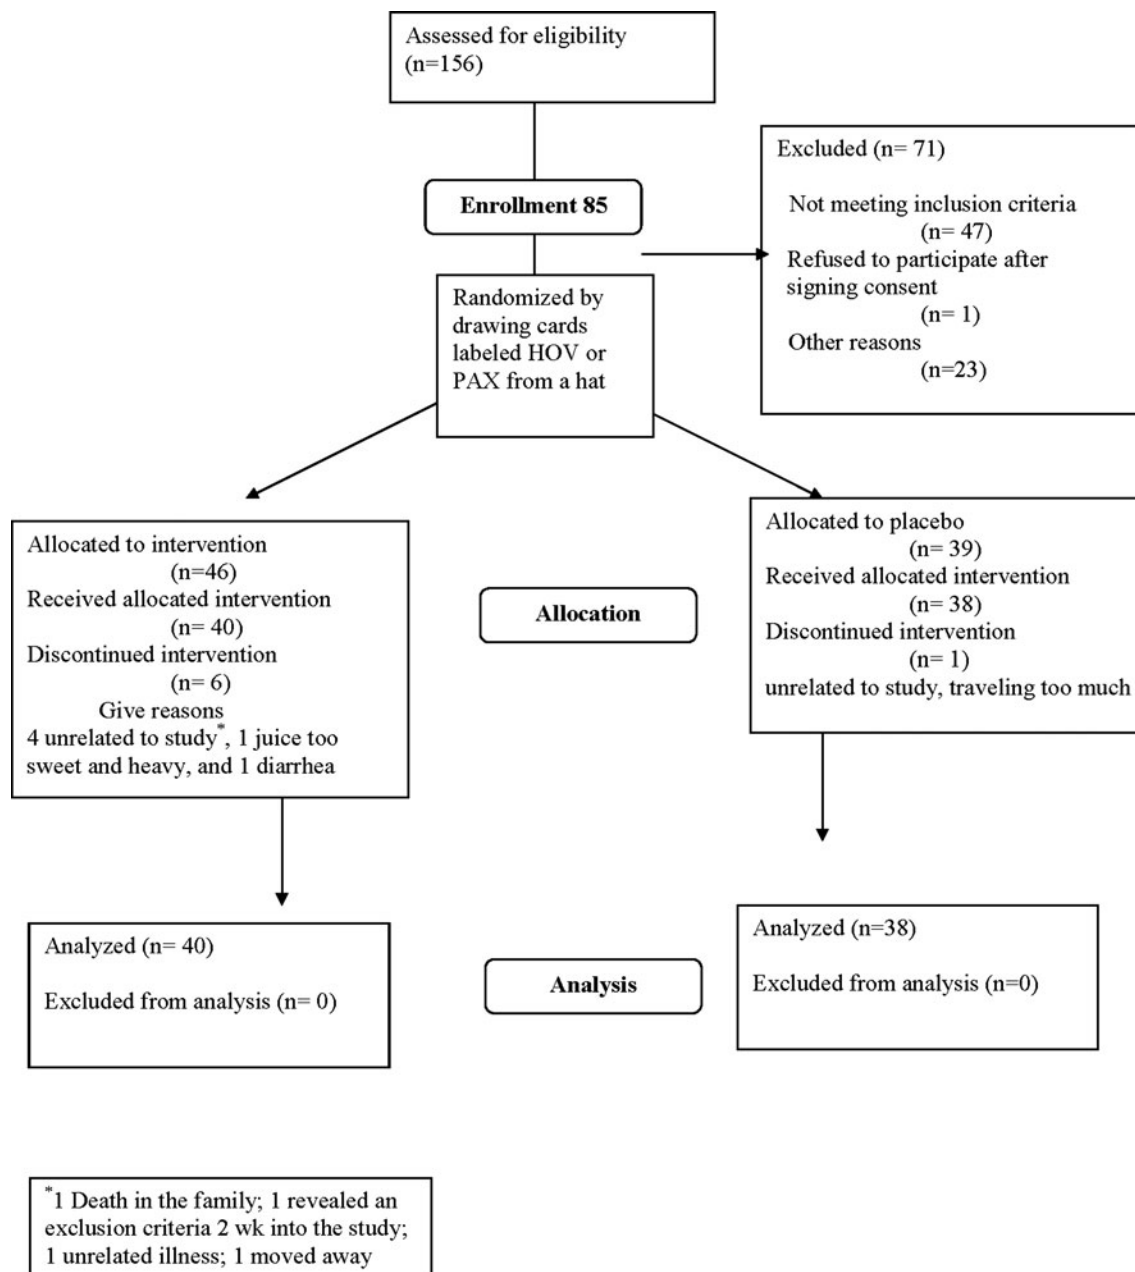 Assessed for eligibility
(n=156)
Enrollment 85
Excluded (n= 71)
Not meeting inclusion criteria
(n= 47)
Refused to participate after
signing consent
(n= 1)
Other reasons
(n=23)
Randomized by
drawing cards
labeled HOV or
PAX from a hat
Allocated to intervention
(n=46)
Received allocated intervention
(n= 40)
Discontinued intervention
(n= 6)
Give reasons
4 unrelated to study*, 1 juice too
sweet and heavy, and 1 diarrhea
Allocation
Allocated to placebo
(n= 39)
Received allocated intervention
(n= 38)
Discontinued intervention
(n= 1)
unrelated to study, traveling too much
Analyzed (n= 40)
Excluded from analysis (n= 0)
Analysis
Analyzed (n=38)
Excluded from analysis (n=0)
*1 Death in the family; 1 revealed an
exclusion criteria 2 wk into the study;
1 unrelated illness; 1 moved away